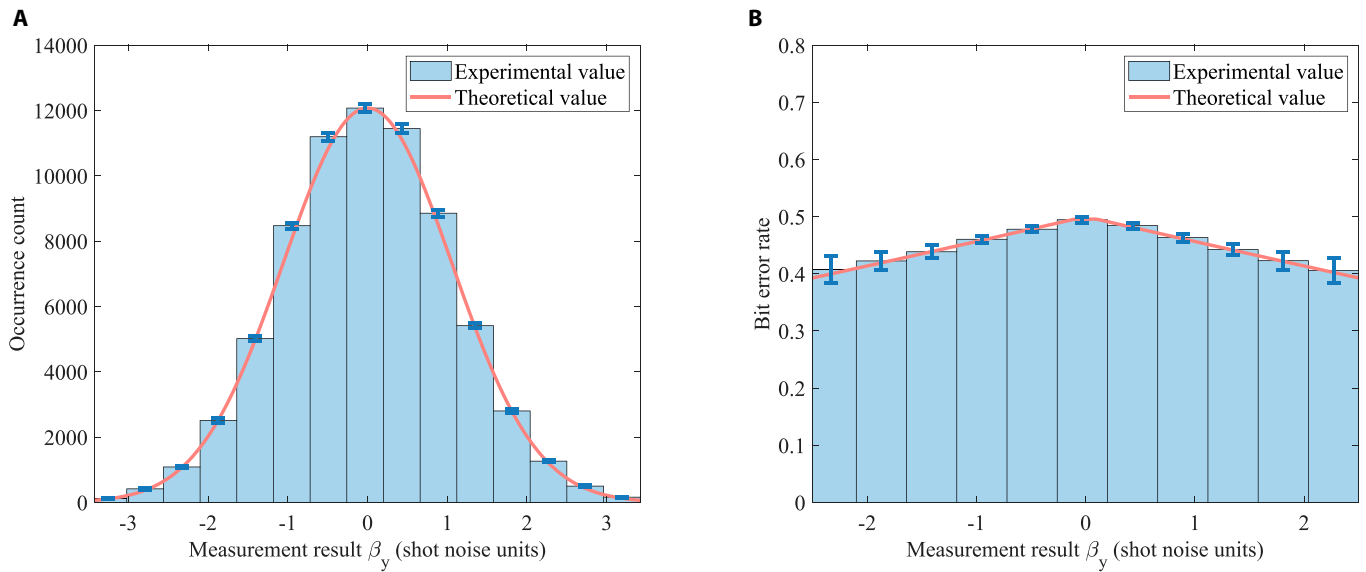 A
14000
12000
10000
8000
6000
4000
2000
0
Occurrence count
Experimental value
Theoretical value
-3 -2 -1 0 1 2 3
Measurement result βy (shot noise units)
B
0.8
0.7
0.6
0.5
0.4
0.3
0.2
0.1
0
Bit error rate
Experimental value
Theoretical value
-2 -1 0 1 2
Measurement result βy (shot noise units)